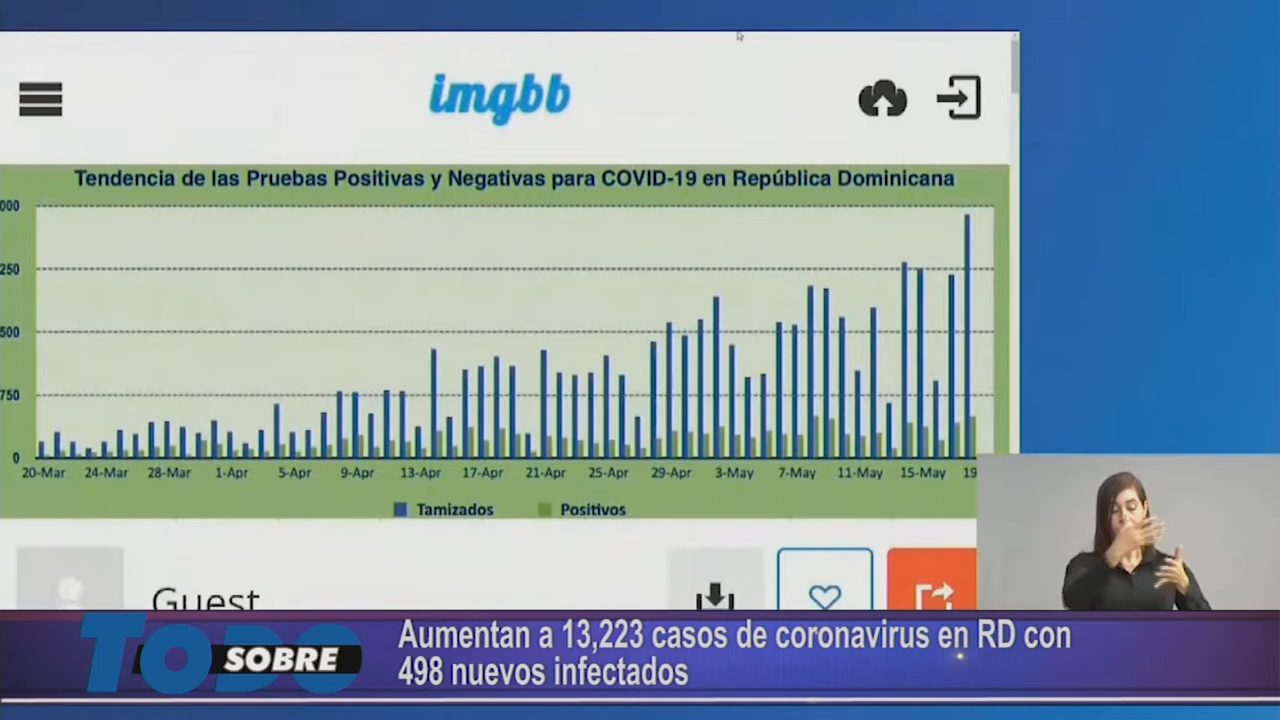 imgbb
Tendencia de las Pruebas Positivas y Negativas para COVID-19 en República Dominicana
000
250
500
750
0
20-Mar 24-Mar 28-Mar 1-Apr 5-Apr 9-Apr 13-Apr 17-Apr 21-Apr 25-Apr 29-Apr 3-May 7-May 11-May 15-May 19
Tamizados Positivos
Guest
TODO
SOBRE
Aumentan a 13,223 casos de coronavirus en RD con
498 nuevos infectados